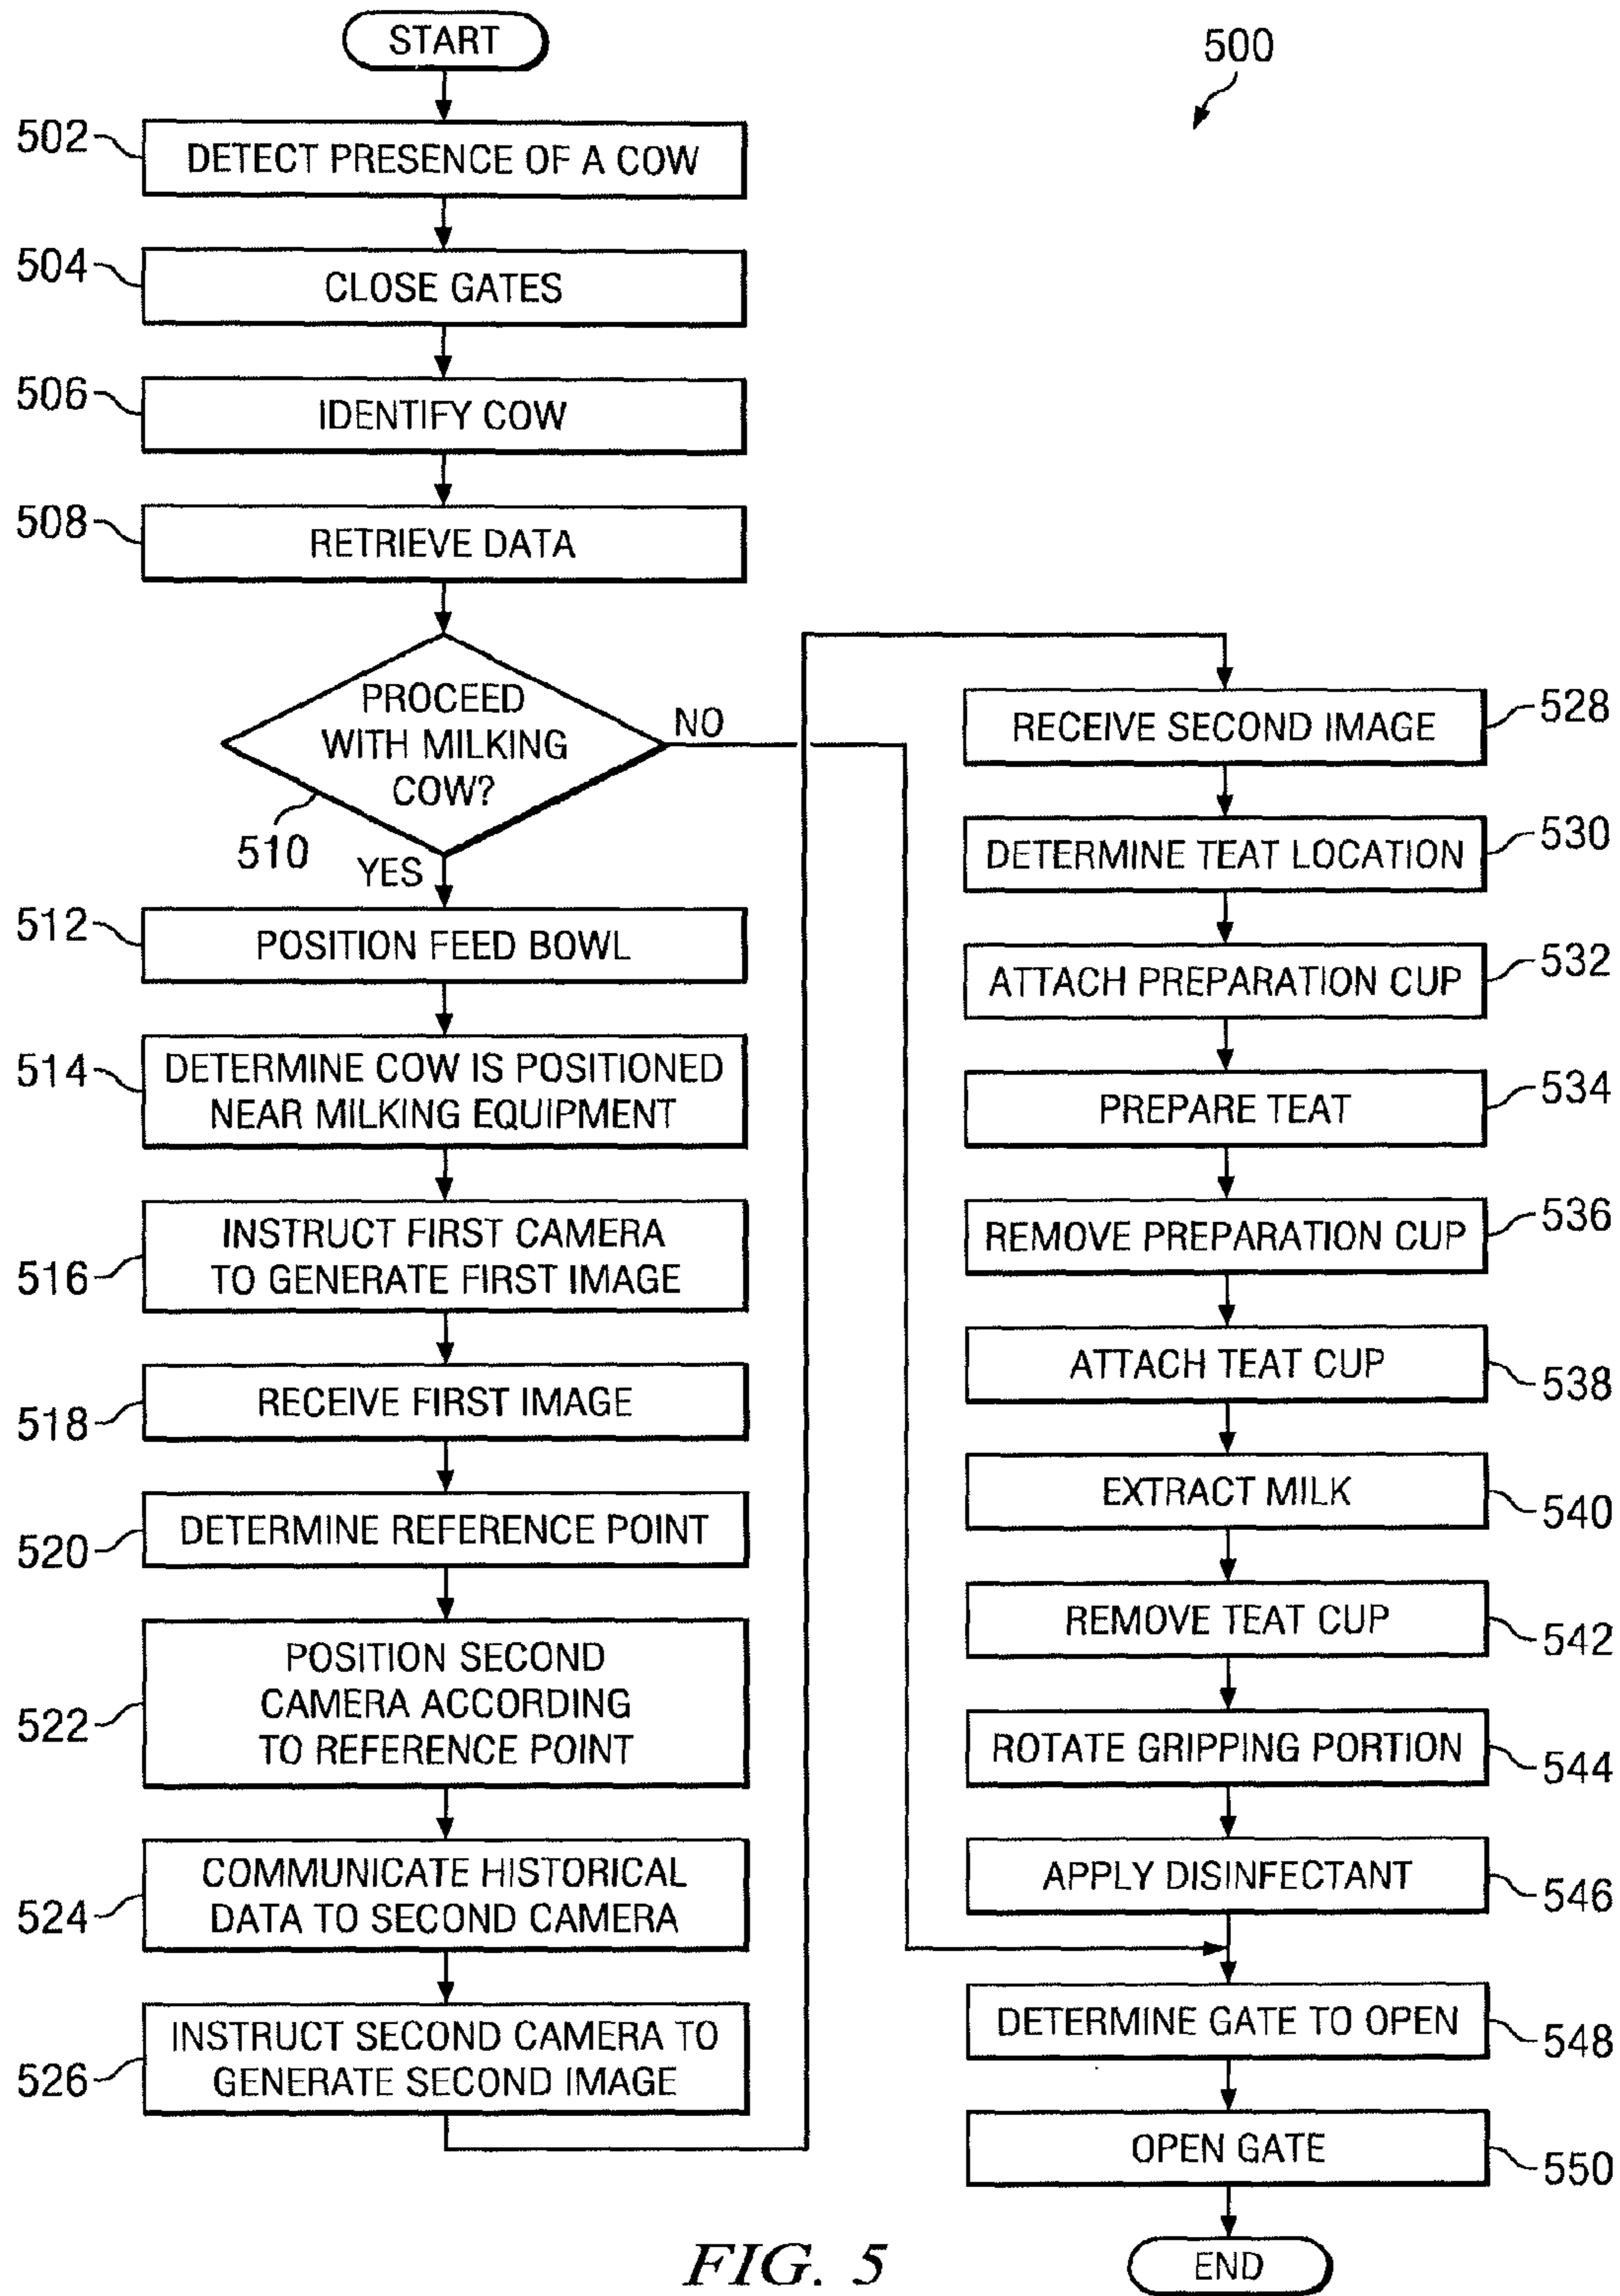 START
500
502
DETECT PRESENCE OF A COW
504
CLOSE GATES
506
IDENTIFY COW
508
RETRIEVE DATA
PROCEED
WITH MILKING
COW?
510
NO
YES
512
POSITION FEED BOWL
514
DETERMINE COW IS POSITIONED
NEAR MILKING EQUIPMENT
516
INSTRUCT FIRST CAMERA
TO GENERATE FIRST IMAGE
518
RECEIVE FIRST IMAGE
520
DETERMINE REFERENCE POINT
522
POSITION SECOND
CAMERA ACCORDING
TO REFERENCE POINT
524
COMMUNICATE HISTORICAL
DATA TO SECOND CAMERA
526
INSTRUCT SECOND CAMERA TO
GENERATE SECOND IMAGE
RECEIVE SECOND IMAGE
528
DETERMINE TEAT LOCATION
530
ATTACH PREPARATION CUP
532
PREPARE TEAT
534
REMOVE PREPARATION CUP
536
ATTACH TEAT CUP
538
EXTRACT MILK
540
REMOVE TEAT CUP
542
ROTATE GRIPPING PORTION
544
APPLY DISINFECTANT
546
DETERMINE GATE TO OPEN
548
OPEN GATE
550
END
FIG. 5